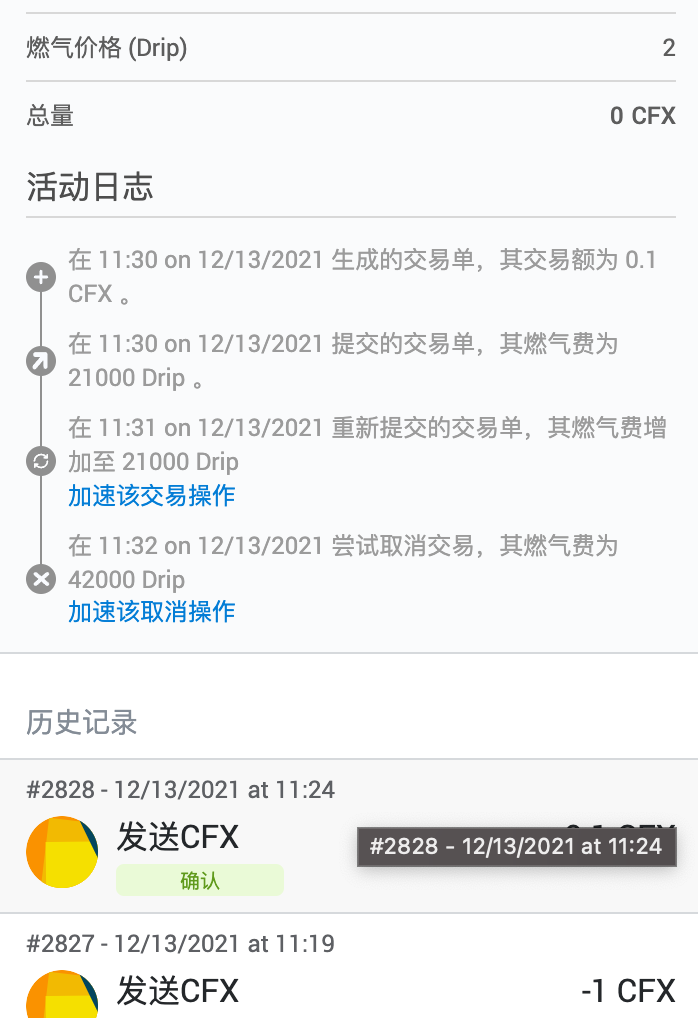 燃气价格 (Drip) 2
总量 0 CFX
活动日志
在 11:30 on 12/13/2021 生成的交易单，其交易额为 0.1
CFX 。
在 11:30 on 12/13/2021 提交的交易单，其燃气费为
21000 Drip 。
在 11:31 on 12/13/2021 重新提交的交易单，其燃气费增
加至 21000 Drip
加速该交易操作
在 11:32 on 12/13/2021 尝试取消交易，其燃气费为
42000 Drip
加速该取消操作
历史记录
#2828 - 12/13/2021 at 11:24
发送CFX
#2828 - 12/13/2021 at 11:24
确认
#2827 - 12/13/2021 at 11:19
发送CFX -1 CFX